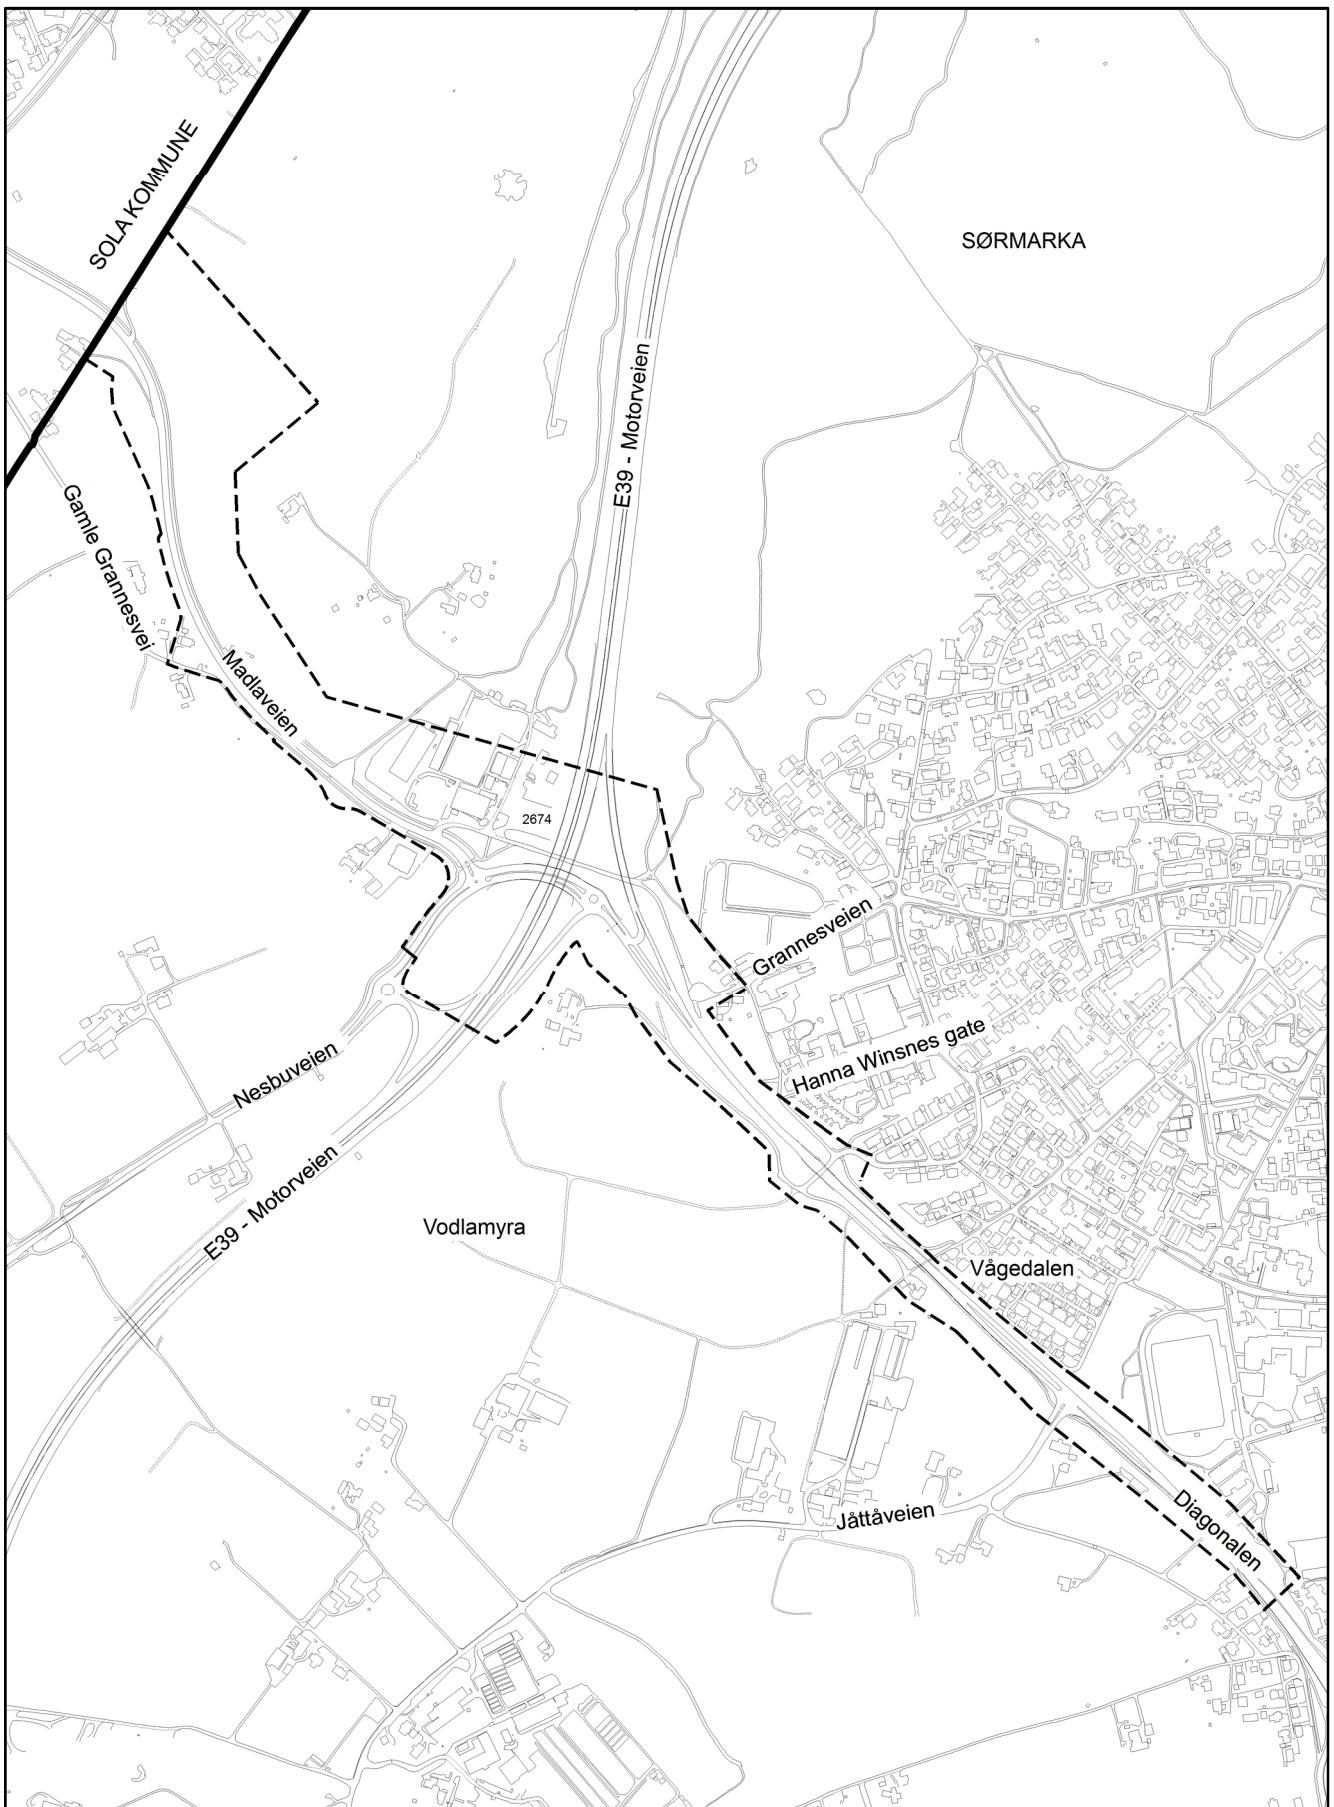 SOLA KOMMUNE
SØRMARKA
E39 - Motorveien
Gamle Grannesvei
Madlaveien
2674
Grannesveien
Hanna Winsnes gate
Nesbuveien
E39 - Motorveien
Vodlamyra
Vågedalen
Jåttåveien
Diagonalen